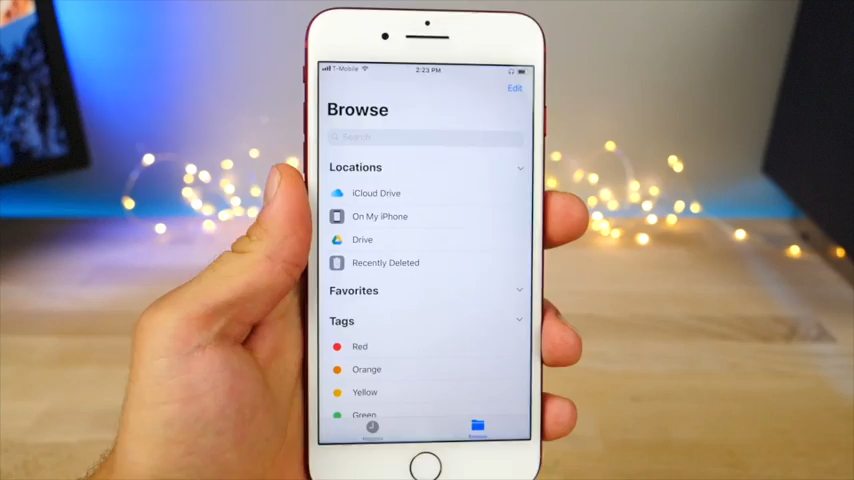 T-Mobile 2:23 PM
Edit
Browse
Search
Locations
iCloud Drive
On My iPhone
Drive
Recently Deleted
Favorites
Tags
Red
Orange
Yellow
Green
Browse